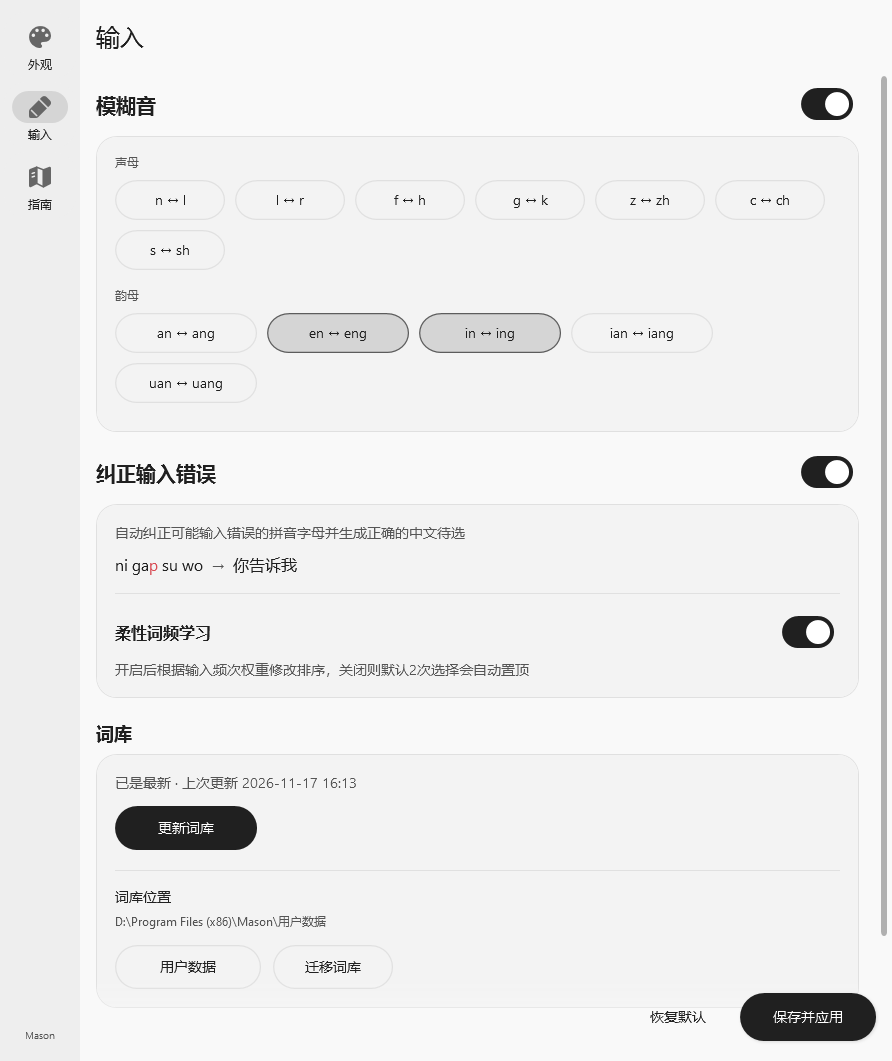 输入
外观
输入
指南
模糊音
声母
n ↔ l
l ↔ r
f ↔ h
g ↔ k
z ↔ zh
c ↔ ch
s ↔ sh
韵母
an ↔ ang
en ↔ eng
in ↔ ing
ian ↔ iang
uan ↔ uang
纠正输入错误
自动纠正可能输入错误的拼音字母并生成正确的中文待选
ni gap su wo → 你告诉我
柔性词频学习
开启后根据输入频次权重修改排序，关闭则默认2次选择会自动置顶
词库
已是最新 · 上次更新 2026-11-17 16:13
更新词库
词库位置
D:\Program Files (x86)\Mason\用户数据
用户数据
迁移词库
恢复默认
保存并应用
Mason